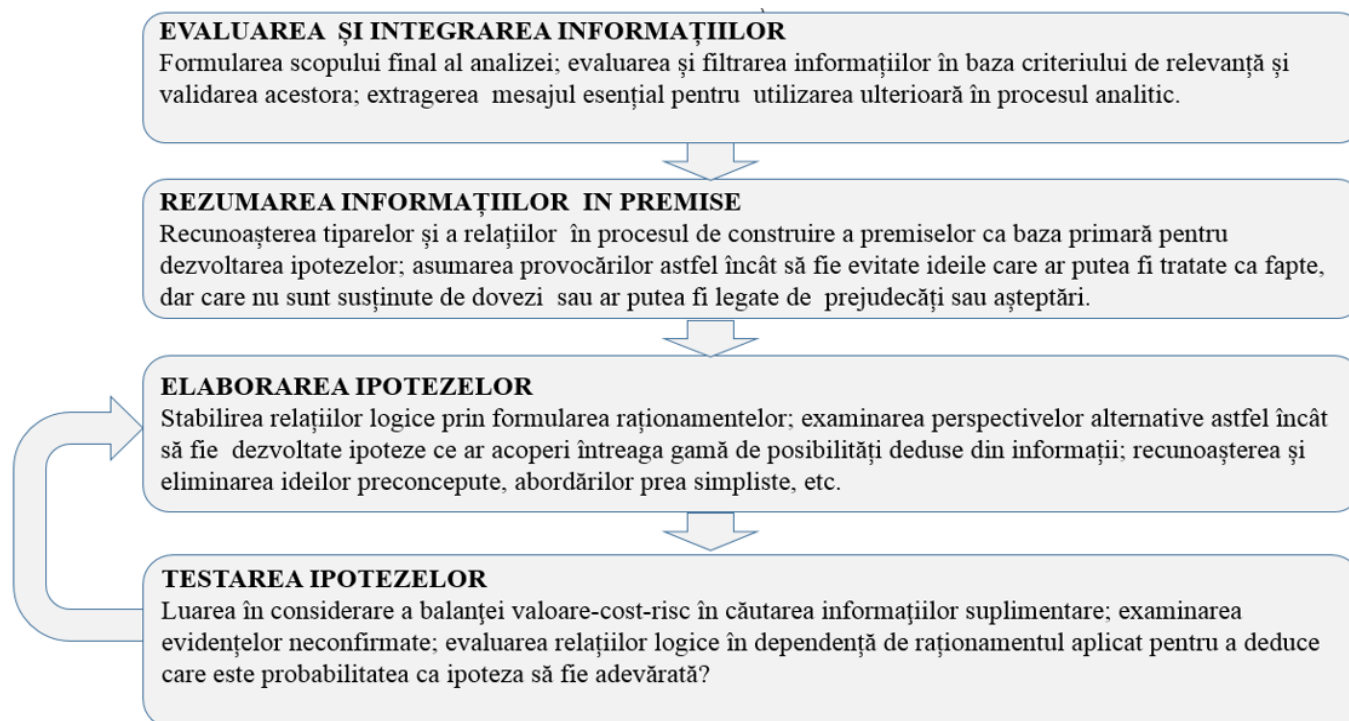 EVALUAREA ȘI INTEGRAREA INFORMAȚIILOR
Formularea scopului final al analizei; evaluarea și filtrarea informațiilor în baza criteriului de relevanță și
validarea acestora; extragerea mesajul esențial pentru utilizarea ulterioară în procesul analitic.
REZUMAREA INFORMAȚIILOR IN PREMISE
Recunoașterea tiparelor și a relațiilor în procesul de construire a premiselor ca baza primară pentru
dezvoltarea ipotezelor; asumarea provocărilor astfel încât să fie evitate ideile care ar putea fi tratate ca fapte,
dar care nu sunt susținute de dovezi sau ar putea fi legate de prejudecăți sau așteptări.
ELABORAREA IPOTEZELOR
Stabilirea relațiilor logice prin formularea raționamentelor; examinarea perspectivelor alternative astfel încât
să fie dezvoltate ipoteze ce ar acoperi întreaga gamă de posibilități deduse din informații; recunoașterea și
eliminarea ideilor preconcepute, abordărilor prea simpliste, etc.
TESTAREA IPOTEZELOR
Luarea în considerare a balanţei valoare-cost-risc în căutarea informaţiilor suplimentare; examinarea
evidențelor neconfirmate; evaluarea relațiilor logice în dependență de raționamentul aplicat pentru a deduce
care este probabilitatea ca ipoteza să fie adevărată?